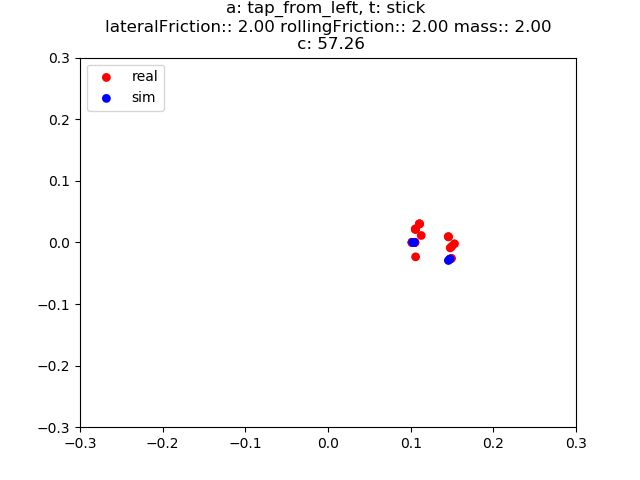 a: tap_from_left, t: stick
lateralFriction:: 2.00 rollingFriction:: 2.00 mass:: 2.00
c: 57.26
real
sim
0.3
0.2
0.1
0.0
−0.1
−0.2
−0.3
−0.3 −0.2 −0.1 0.0 0.1 0.2 0.3